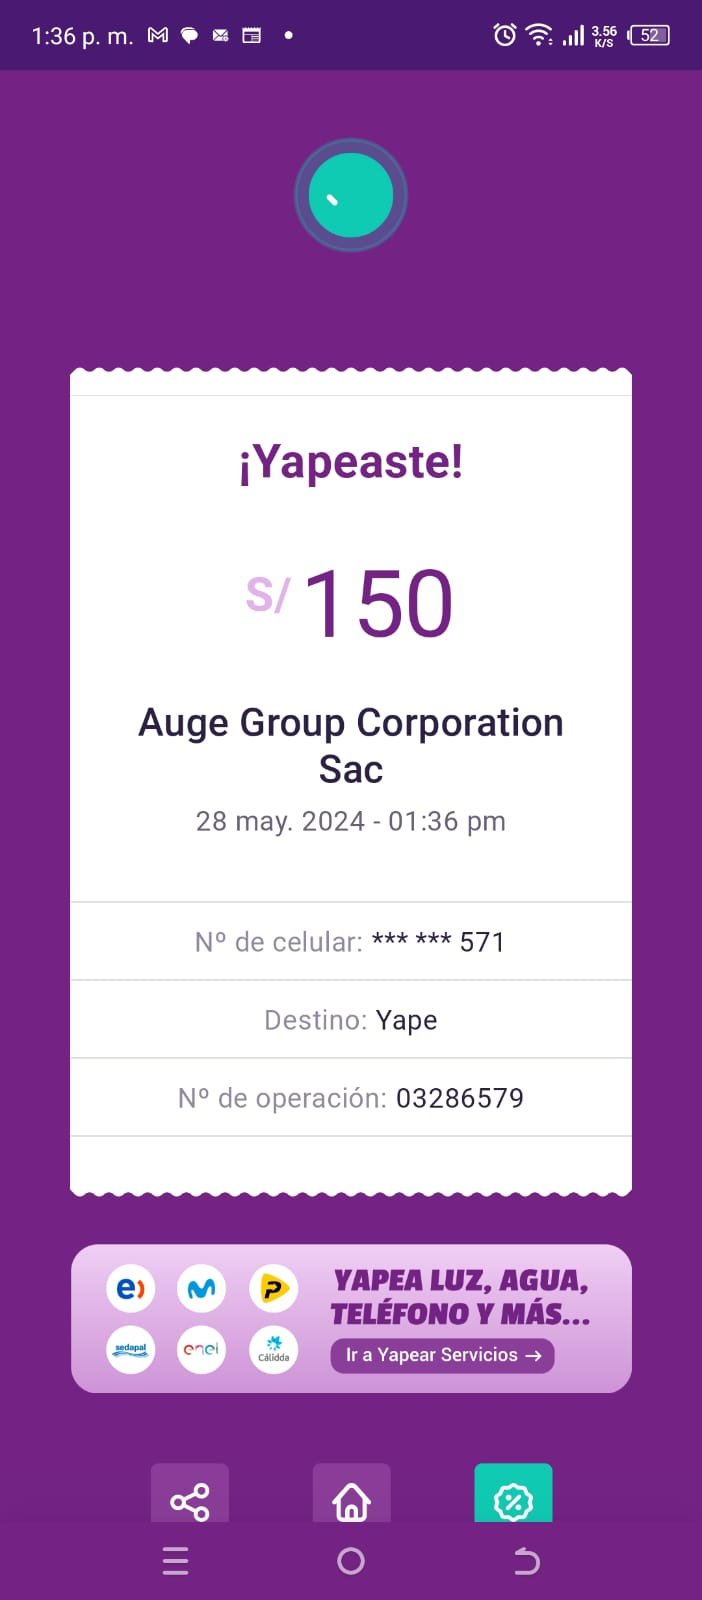 1:36 p. m.
3.56
K/S
52
¡Yapeaste!
S/ 150
Auge Group Corporation
Sac
28 may. 2024 - 01:36 pm
Nº de celular: *** *** 571
Destino: Yape
Nº de operación: 03286579
YAPEA LUZ, AGUA,
TELÉFONO Y MÁS...
Ir a Yapear Servicios →
e)
P
sedapal
enel
Cálidda